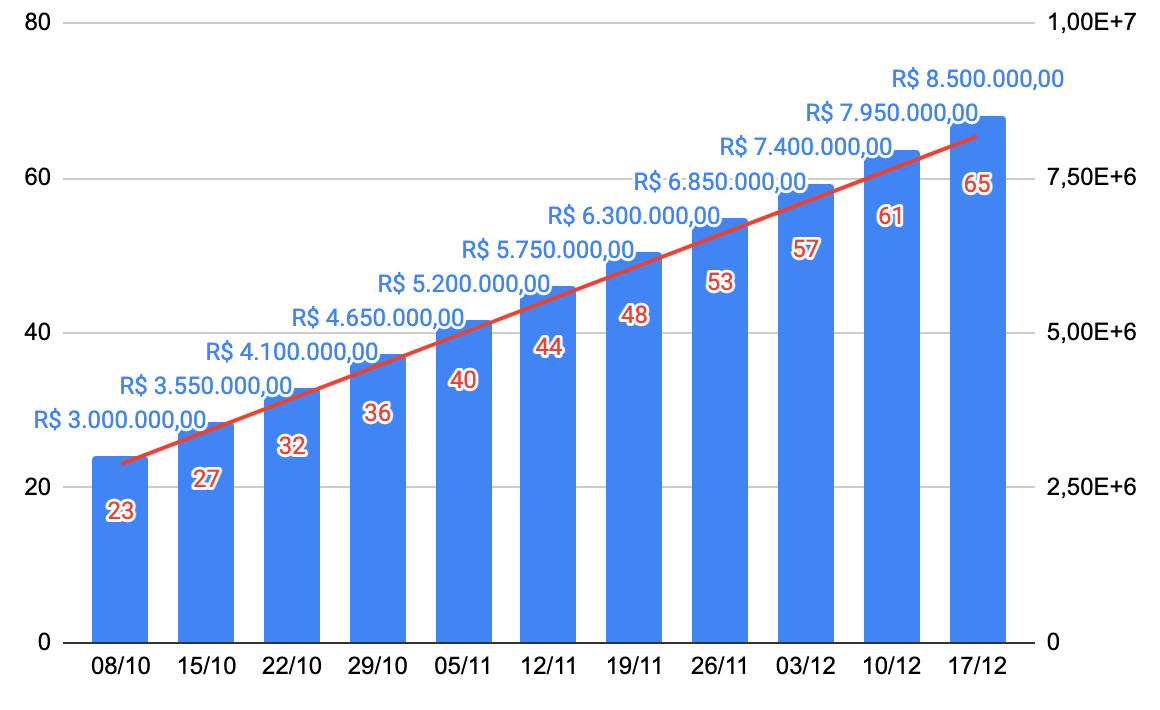 80
1,00E+7
R$ 8.500.000,00
R$ 7.950.000,00
R$ 7.400.000,00
60
R$ 6.850.000,00
7,50E+6
65
R$ 6.300.000,00
61
R$ 5.750.000,00
57
R$ 5.200.000,00
53
R$ 4.650.000,00
48
40
5,00E+6
R$ 4.100.000,00
44
R$ 3.550.000,00
40
R$ 3.000.000,00
36
32
27
20
2,50E+6
23
0
0
08/10 15/10 22/10 29/10 05/11 12/11 19/11 26/11 03/12 10/12 17/12